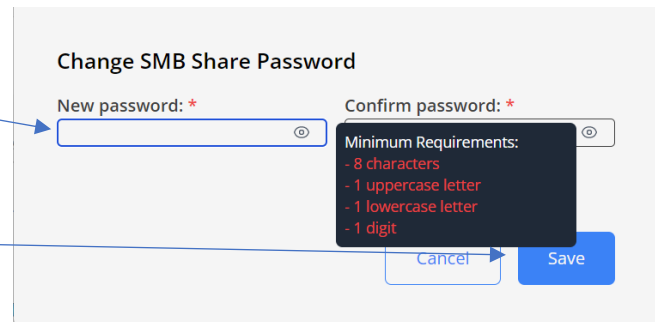 Change SMB Share Password
New password: *
Confirm password: *
Minimum Requirements:
- 8 characters
- 1 uppercase letter
- 1 lowercase letter
- 1 digit
Cancel
Save